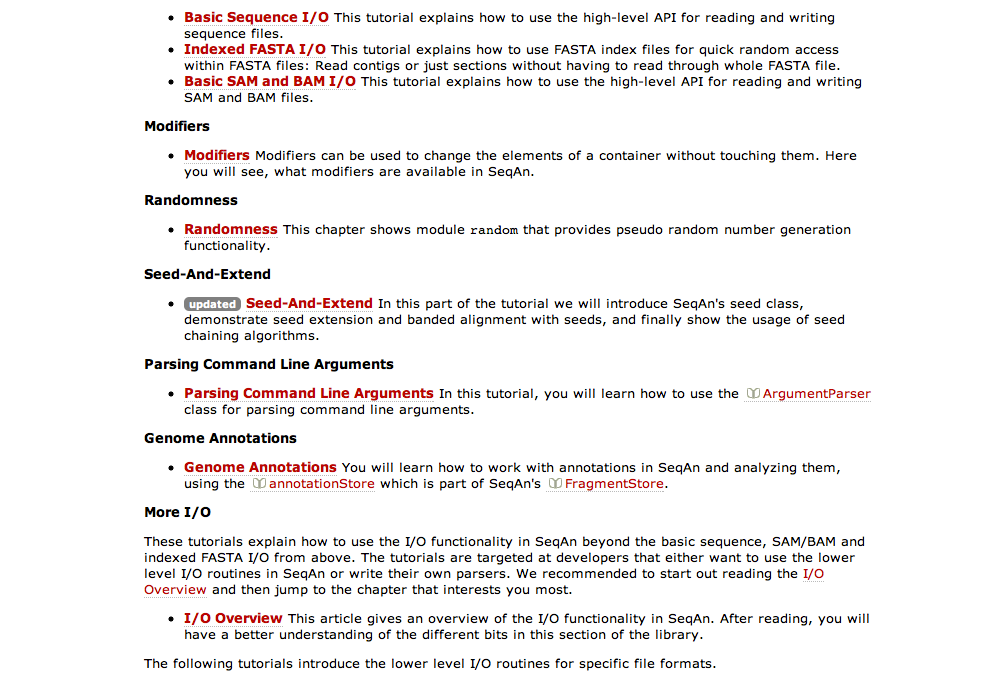 Basic Sequence I/O This tutorial explains how to use the high-level API for reading and writing
sequence files.
Indexed FASTA I/O This tutorial explains how to use FASTA index files for quick random access
within FASTA files: Read contigs or just sections without having to read through whole FASTA file.
Basic SAM and BAM I/O This tutorial explains how to use the high-level API for reading and writing
SAM and BAM files.
Modifiers
Modifiers Modifiers can be used to change the elements of a container without touching them. Here
you will see, what modifiers are available in SeqAn.
Randomness
Randomness This chapter shows module random that provides pseudo random number generation
functionality.
Seed-And-Extend
updated Seed-And-Extend In this part of the tutorial we will introduce SeqAn's seed class,
demonstrate seed extension and banded alignment with seeds, and finally show the usage of seed
chaining algorithms.
Parsing Command Line Arguments
Parsing Command Line Arguments In this tutorial, you will learn how to use the ArgumentParser
class for parsing command line arguments.
Genome Annotations
Genome Annotations You will learn how to work with annotations in SeqAn and analyzing them,
using the annotationStore which is part of SeqAn's FragmentStore.
More I/O
These tutorials explain how to use the I/O functionality in SeqAn beyond the basic sequence, SAM/BAM and
indexed FASTA I/O from above. The tutorials are targeted at developers that either want to use the lower
level I/O routines in SeqAn or write their own parsers. We recommended to start out reading the I/O
Overview and then jump to the chapter that interests you most.
I/O Overview This article gives an overview of the I/O functionality in SeqAn. After reading, you will
have a better understanding of the different bits in this section of the library.
The following tutorials introduce the lower level I/O routines for specific file formats.